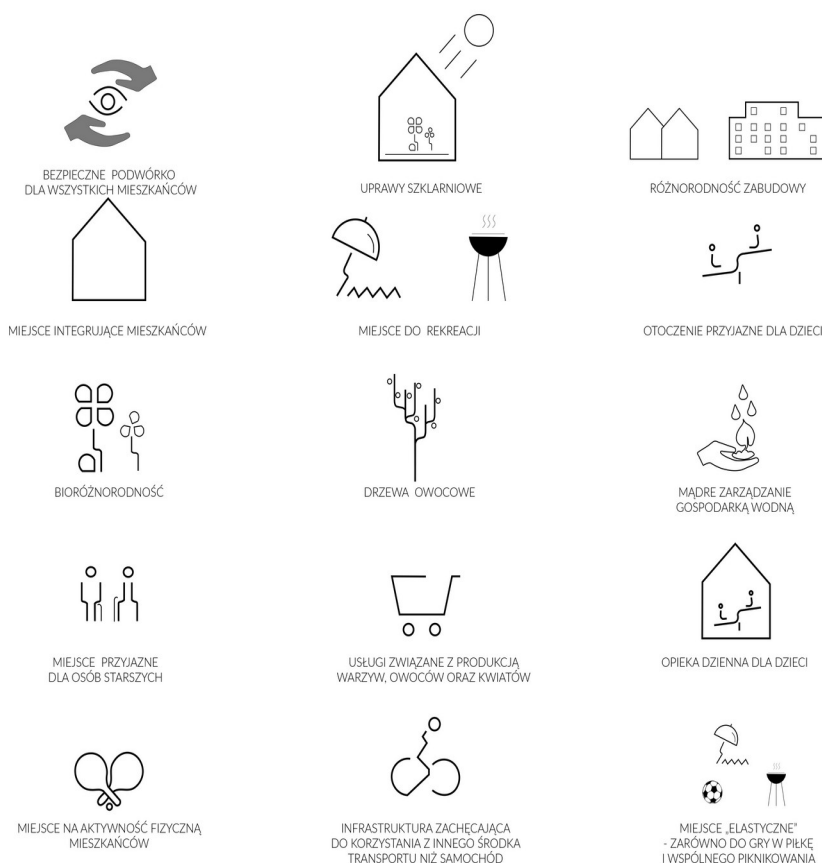 BEZPIECZNE PODWÓRKO
DLA WSZYSTKICH MIESZKAŃCÓW
UPRAWY SZKLARNIOWE
RÓŻNORODNOŚĆ ZABUDOWY
MIEJSCE INTEGRUJĄCE MIESZKAŃCÓW
MIEJSCE DO REKREACJI
OTOCZENIE PRZYJAZNE DLA DZIECI
BIORÓŻNORODNOŚĆ
DRZEWA OWOCOWE
MĄDRE ZARZĄDZANIE
GOSPODARKĄ WODNĄ
MIEJSCE PRZYJAZNE
DLA OSÓB STARSZYCH
USŁUGI ZWIĄZANE Z PRODUKCJĄ
WARZYW, OWOCÓW ORAZ KWIATÓW
OPIEKA DZIENNA DLA DZIECI
MIEJSCE NA AKTYWNOŚĆ FIZYCZNĄ
MIESZKAŃCÓW
INFRASTRUKTURA ZACHĘCAJĄCA
DO KORZYSTANIA Z INNEGO ŚRODKA
TRANSPORTU NIŻ SAMOCHÓD
MIEJSCE „ELASTYCZNE”
- ZARÓWNO DO GRY W PIŁKĘ
I WSPÓLNEGO PIKNIKOWANIA